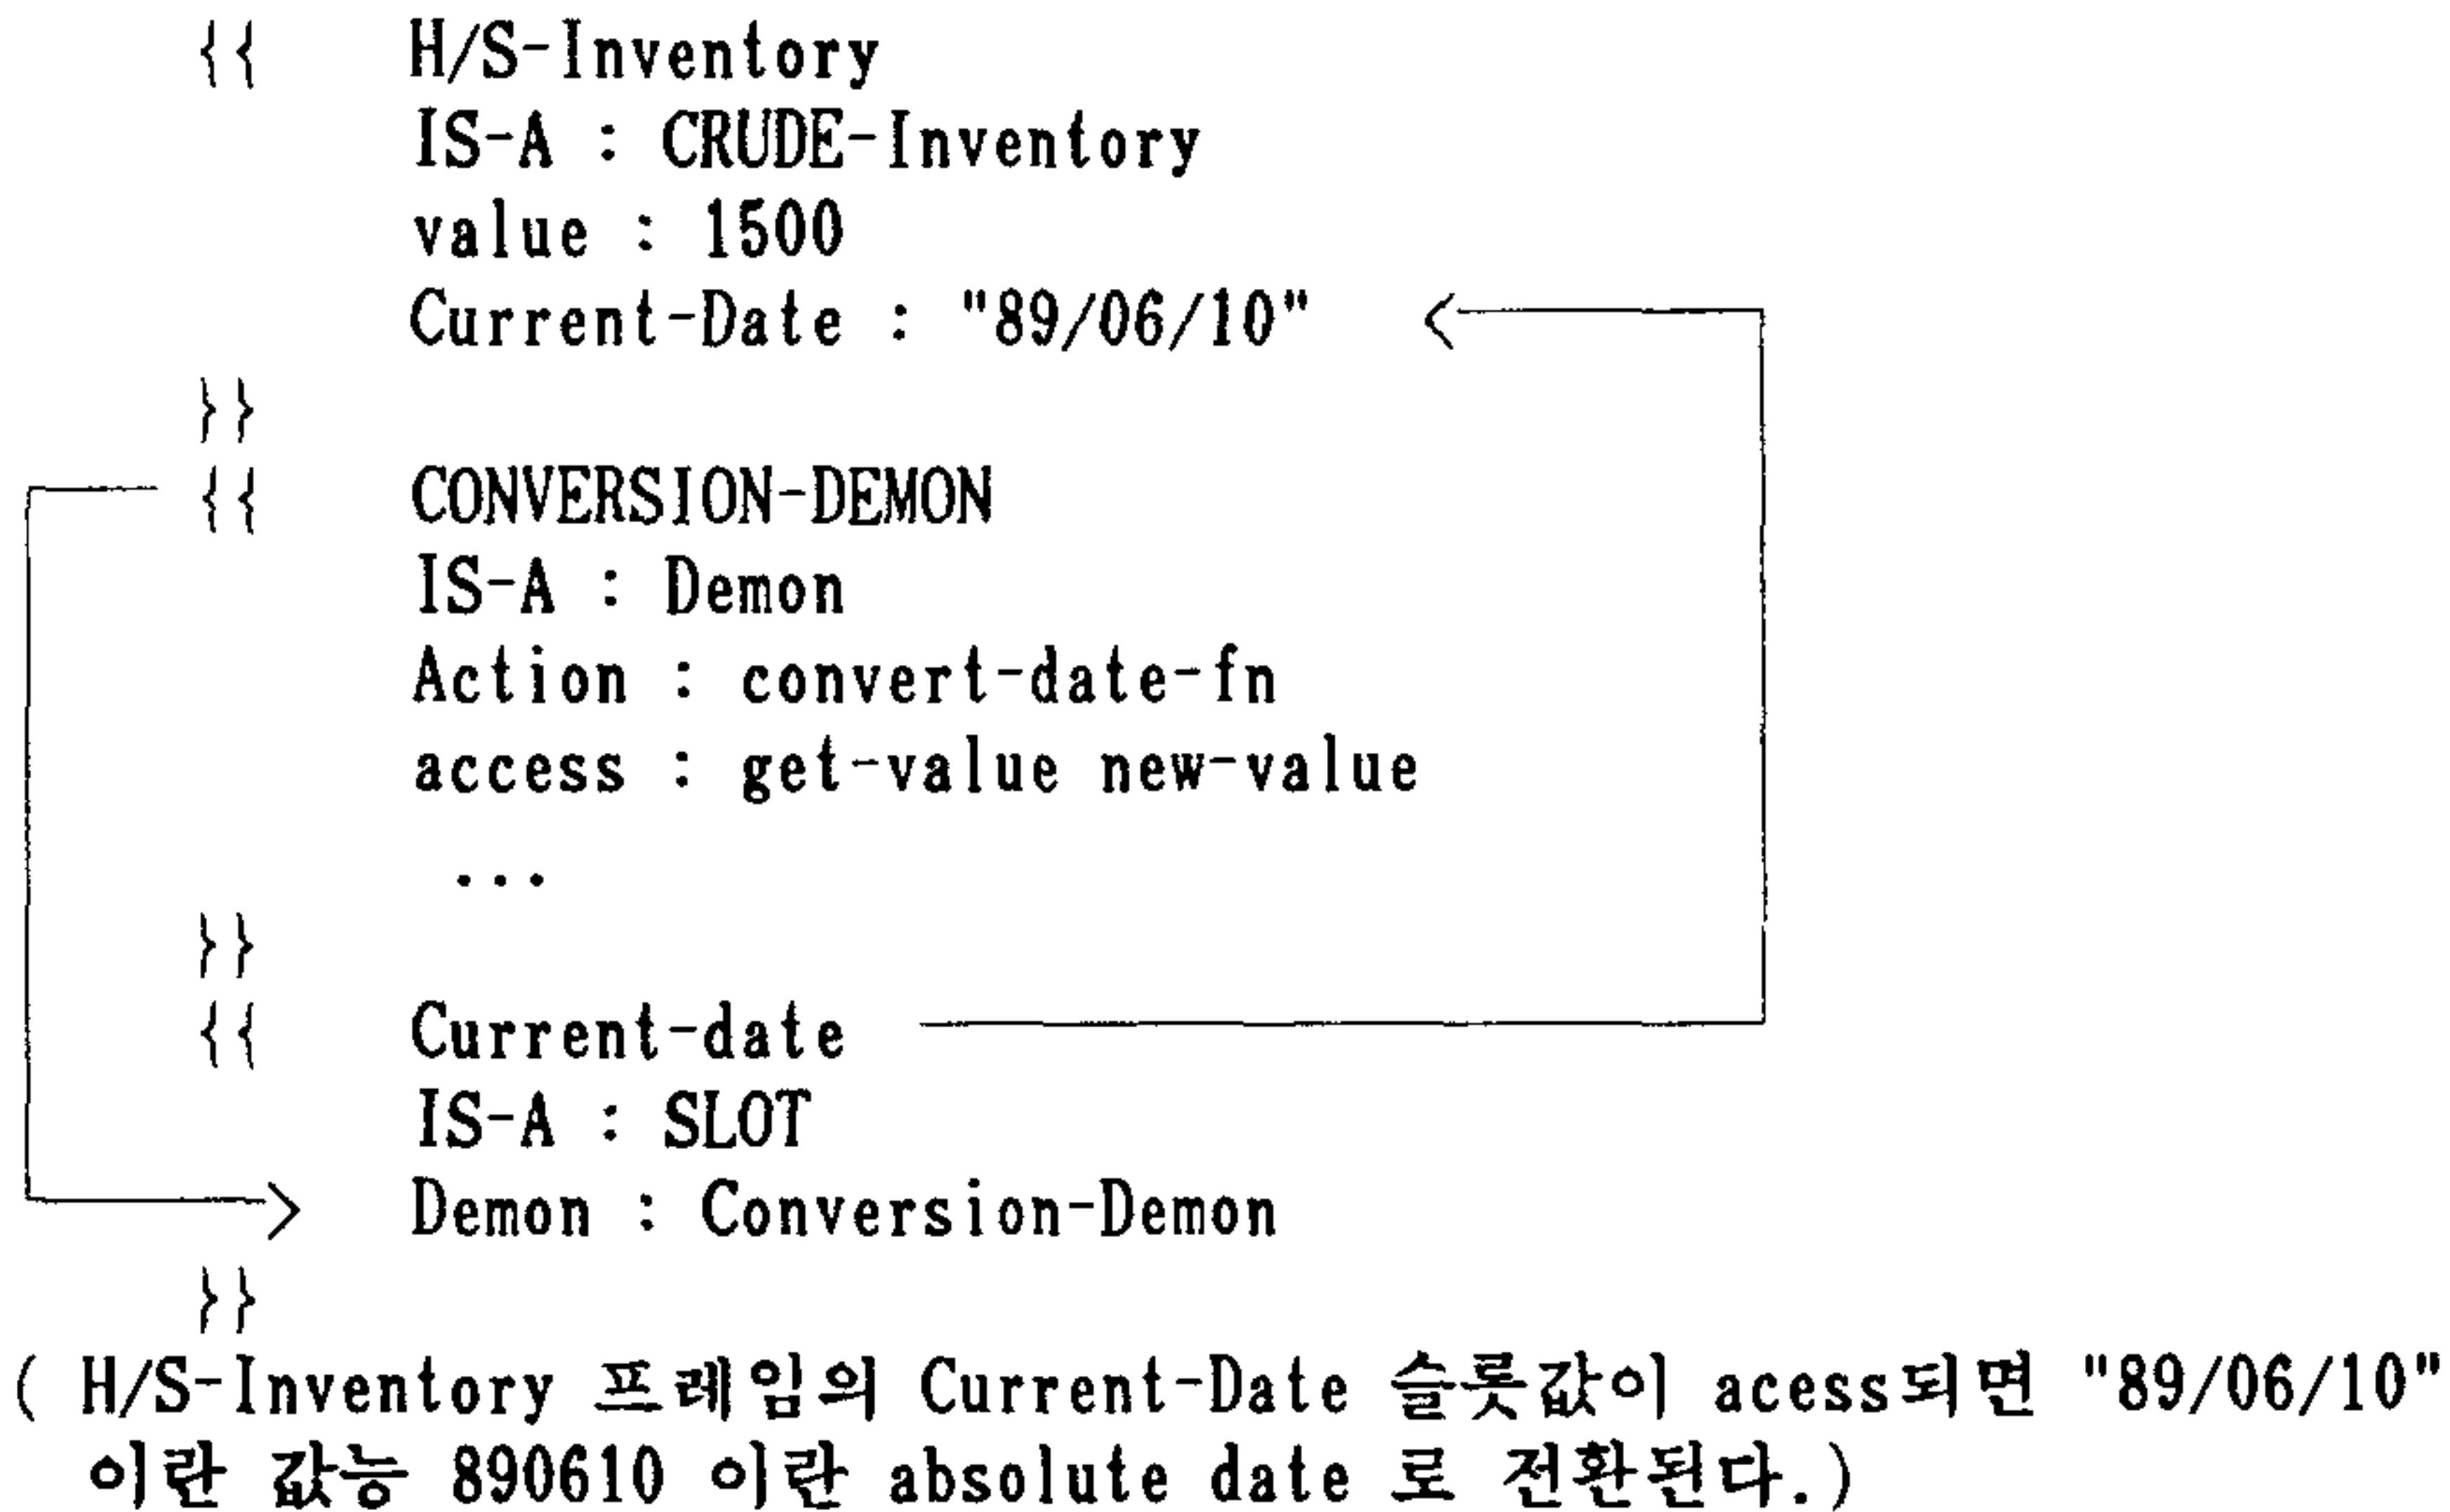 {{ H/S-Inventory
IS-A : CRUDE-Inventory
value : 1500
Current-Date : "89/06/10"
}}
{{ CONVERSION-DEMON
IS-A : Demon
Action : convert-date-fn
access : get-value new-value
...
}}
{{ Current-date
IS-A : SLOT
Demon : Conversion-Demon
}}
( H/S-Inventory 프레임의 Current-Date 슬롯값이 acess되면 "89/06/10"
이란 값능 890610 이란 absolute date 로 전환된다.)